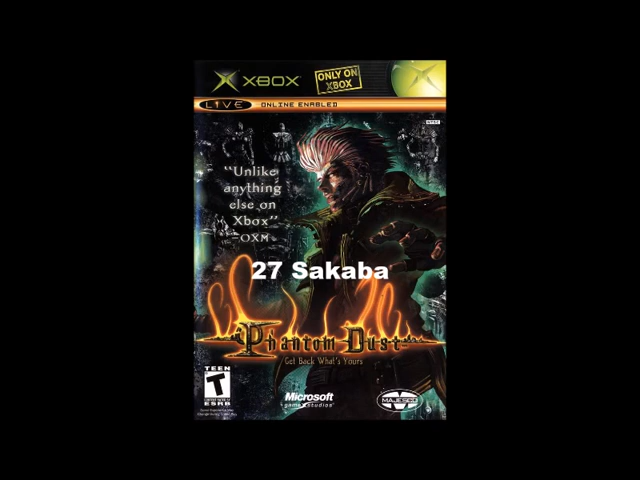 XBOX
ONLY ON
XBOX
LIVE
ONLINE ENABLED
NTSC
"Unlike
anything
else on
Xbox"
OXM
27 Sakaba
Phantom Dust
Get Back What's Yours
TEEN
T
ESRB
Microsoft
game studios
MAJESCO